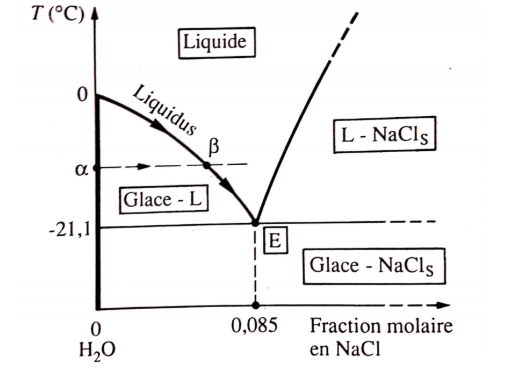 T (°C)
Liquide
0
Liquidus
β
L - NaClS
α
Glace - L
-21,1
E
Glace - NaClS
0
0,085
Fraction molaire
H₂O
en NaCl